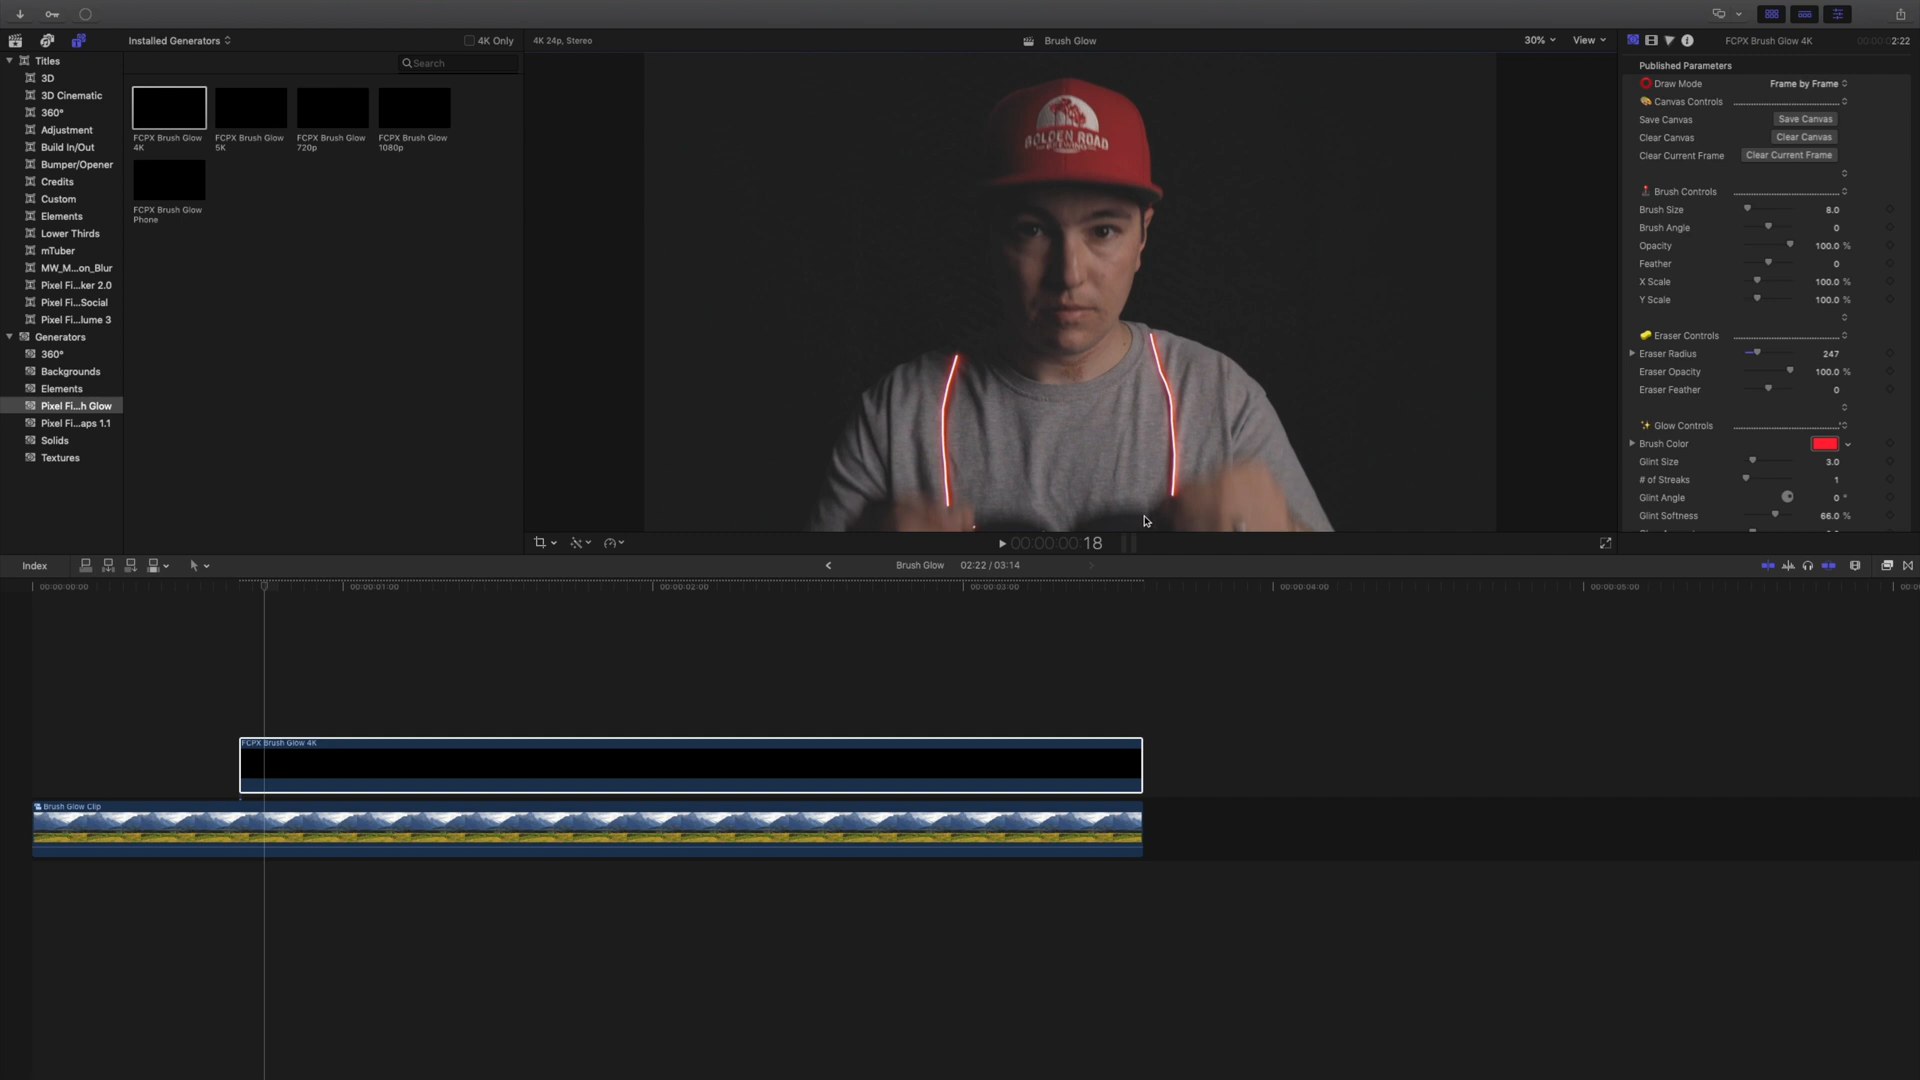 Installed Generators
4K Only
4K 24p, Stereo
Brush Glow
30%
View
FCPX Brush Glow 4K
2:22
Titles
3D
3D Cinematic
360°
Adjustment
Build In/Out
Bumper/Opener
Credits
Custom
Elements
Lower Thirds
mTuber
MW_M...on_Blur
Pixel Fi...ker 2.0
Pixel Fi...Social
Pixel Fi...lume 3
Generators
360°
Backgrounds
Elements
Pixel Fi...h Glow
Pixel Fi...aps 1.1
Solids
Textures
Search
FCPX Brush Glow
4K
FCPX Brush Glow
5K
FCPX Brush Glow
720p
FCPX Brush Glow
1080p
FCPX Brush Glow
Phone
GOLDEN ROAD
BREWING
00:00:00:18
Published Parameters
Draw Mode Frame by Frame
Canvas Controls
Save Canvas Save Canvas
Clear Canvas Clear Canvas
Clear Current Frame Clear Current Frame
Brush Controls
Brush Size 8.0
Brush Angle 0
Opacity 100.0 %
Feather 0
X Scale 100.0 %
Y Scale 100.0 %
Eraser Controls
Eraser Radius 247
Eraser Opacity 100.0 %
Eraser Feather 0
Glow Controls
Brush Color
Glint Size 3.0
# of Streaks 1
Glint Angle 0 °
Glint Softness 66.0 %
Index
Brush Glow 02:22 / 03:14
00:00:00:00
00:00:01:00
00:00:02:00
00:00:03:00
00:00:04:00
00:00:05:00
FCPX Brush Glow 4K
Brush Glow Clip